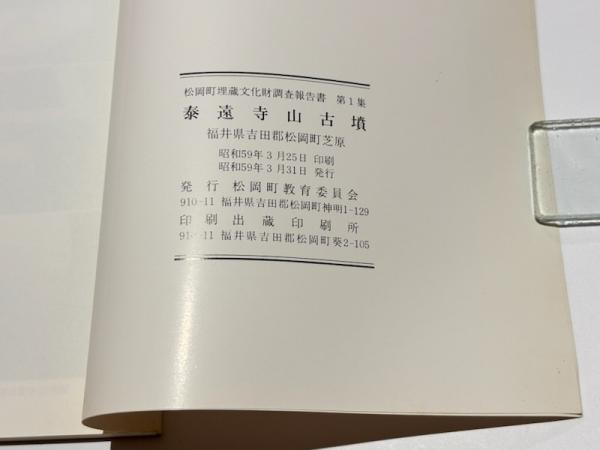 松岡町埋蔵文化財調査報告書 第1集
泰遠寺山古墳
福井県吉田郡松岡町芝原
昭和59年3月25日 印刷
昭和59年3月31日 発行
発行 松岡町教育委員会
910-11 福井県吉田郡松岡町神明1-129
印刷出蔵印刷所
福井県吉田郡松岡町葵2-105